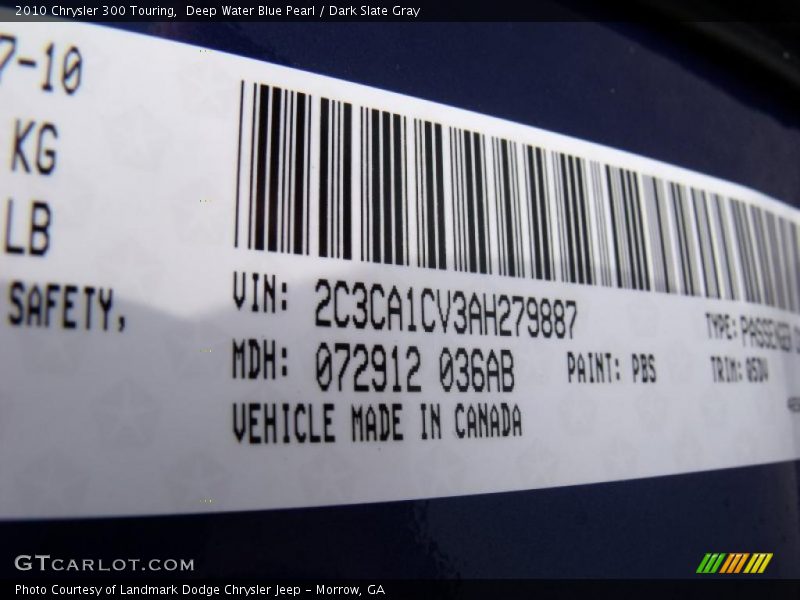 2010 Chrysler 300 Touring, Deep Water Blue Pearl / Dark Slate Gray
7-10
KG
LB
SAFETY,
VIN: 2C3CA1CV3AH279887
TYPE: PASSENGER
MDH: 072912 036AB
PAINT: PBS
TRIM: A5DV
VEHICLE MADE IN CANADA
GTCARLOT.COM
Photo Courtesy of Landmark Dodge Chrysler Jeep - Morrow, GA